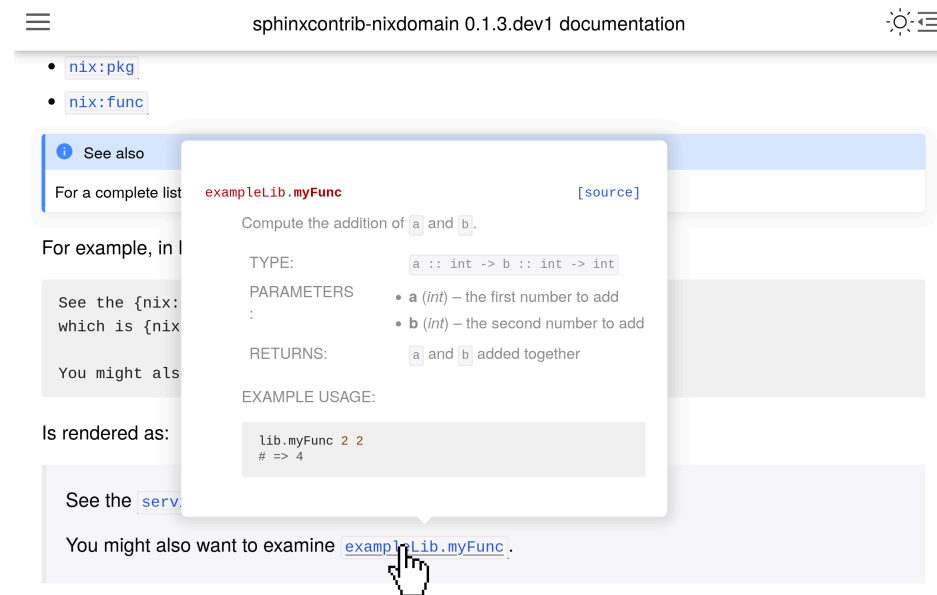 sphinxcontrib-nixdomain 0.1.3.dev1 documentation
nix:pkg
nix:func
See also
For a complete list
For example, in
See the {nix:
which is {nix
You might als
exampleLib.myFunc [source]
Compute the addition of a and b.
TYPE: a :: int -> b :: int -> int
PARAMETERS
:
• a (int) – the first number to add
• b (int) – the second number to add
RETURNS: a and b added together
EXAMPLE USAGE:
lib.myFunc 2 2
# => 4
Is rendered as:
See the serv
You might also want to examine exampleLib.myFunc.